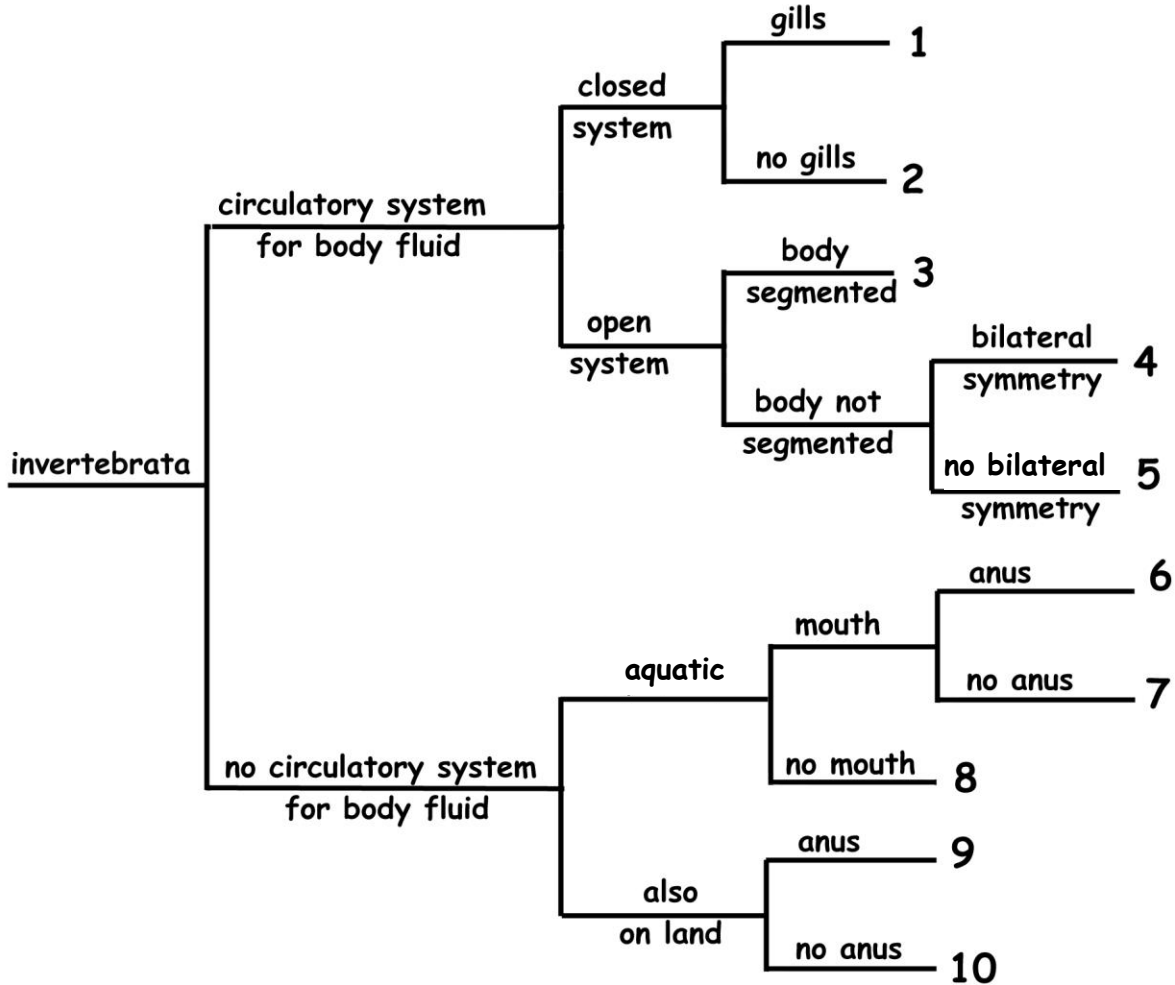 gills
1
closed
system
no gills
2
circulatory system
for body fluid
body
segmented
3
open
system
bilateral
symmetry
4
body not
segmented
no bilateral
symmetry
5
invertebrata
anus
6
mouth
aquatic
no anus
7
no mouth
8
no circulatory system
for body fluid
anus
9
also
on land
no anus
10